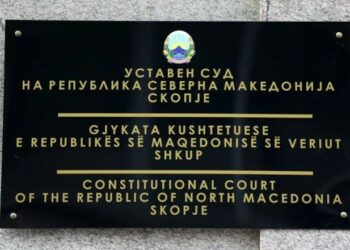 УСТАВЕН СУД
НА РЕПУБЛИКА СЕВЕРНА МАКЕДОНИЈА
СКОПЈЕ
GJYKATA KUSHTETUESE
E REPUBLIKËS SË MAQEDONISË SË VERIUT
SHKUP
CONSTITUTIONAL COURT
OF THE REPUBLIC OF NORTH MACEDONIA
SKOPJE